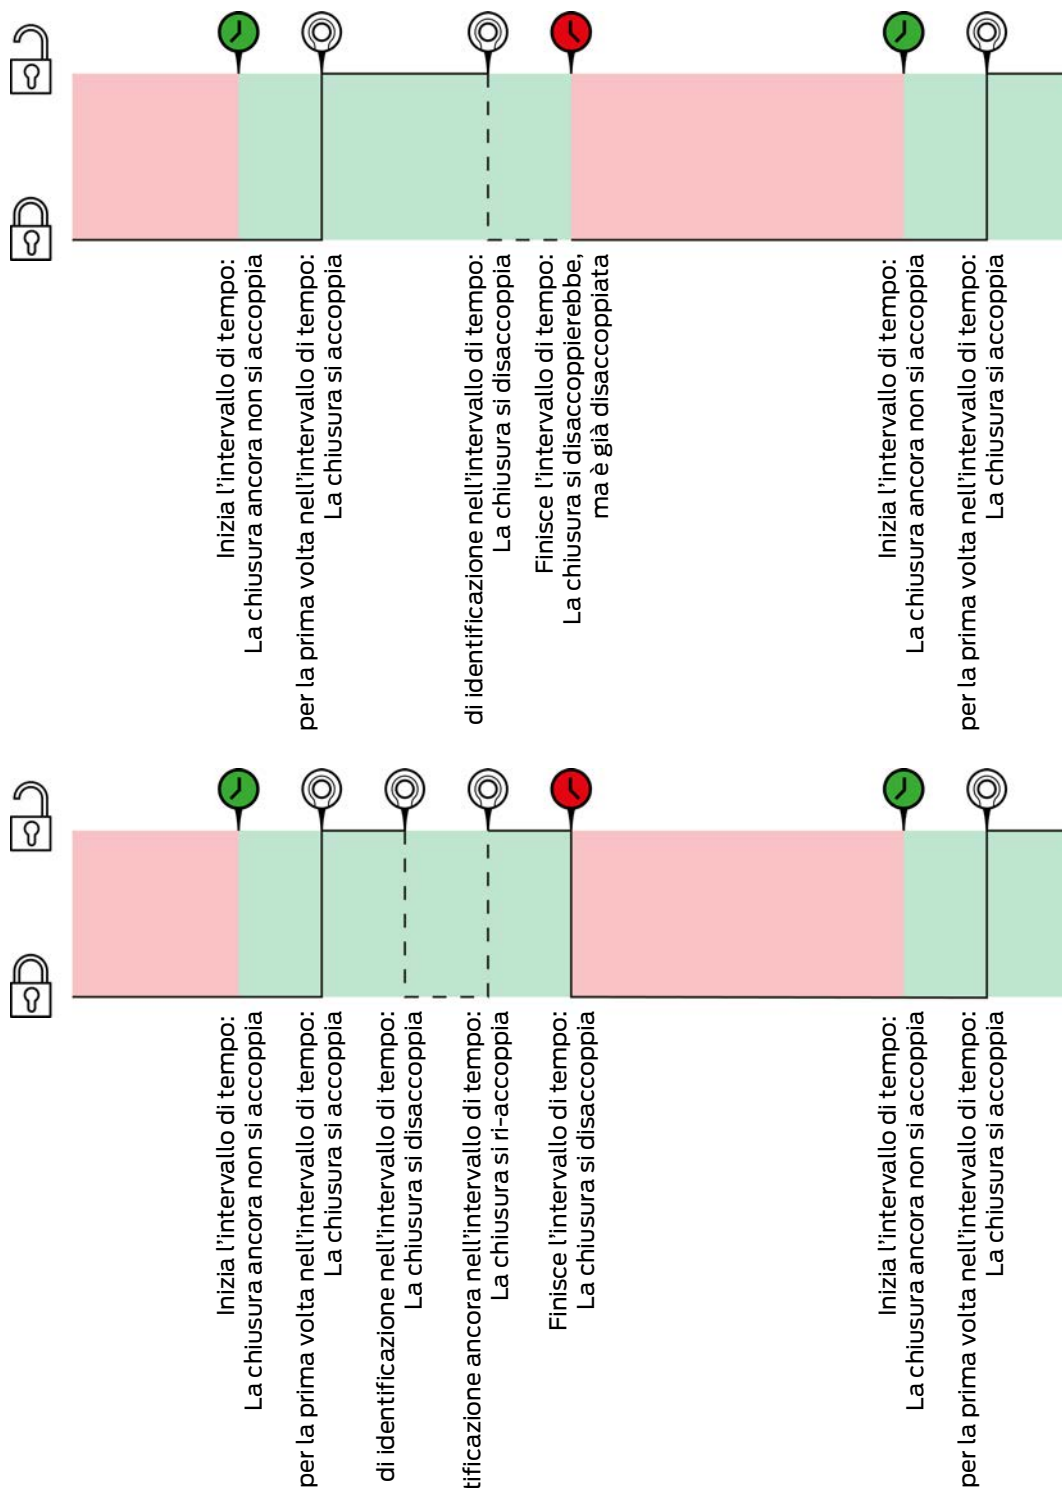 Inizia l'intervallo di tempo:
La chiusura ancora non si accoppia
per la prima volta nell'intervallo di tempo:
La chiusura si accoppia
di identificazione nell'intervallo di tempo:
La chiusura si disaccoppia
Finisce l'intervallo di tempo:
La chiusura si disaccoppierebbe,
ma è già disaccoppiata
Inizia l'intervallo di tempo:
La chiusura ancora non si accoppia
per la prima volta nell'intervallo di tempo:
La chiusura si accoppia
Inizia l'intervallo di tempo:
La chiusura ancora non si accoppia
per la prima volta nell'intervallo di tempo:
La chiusura si accoppia
di identificazione nell'intervallo di tempo:
La chiusura si disaccoppia
tificazione ancora nell'intervallo di tempo:
La chiusura si ri-accoppia
Finisce l'intervallo di tempo:
La chiusura si disaccoppia
Inizia l'intervallo di tempo:
La chiusura ancora non si accoppia
per la prima volta nell'intervallo di tempo:
La chiusura si accoppia